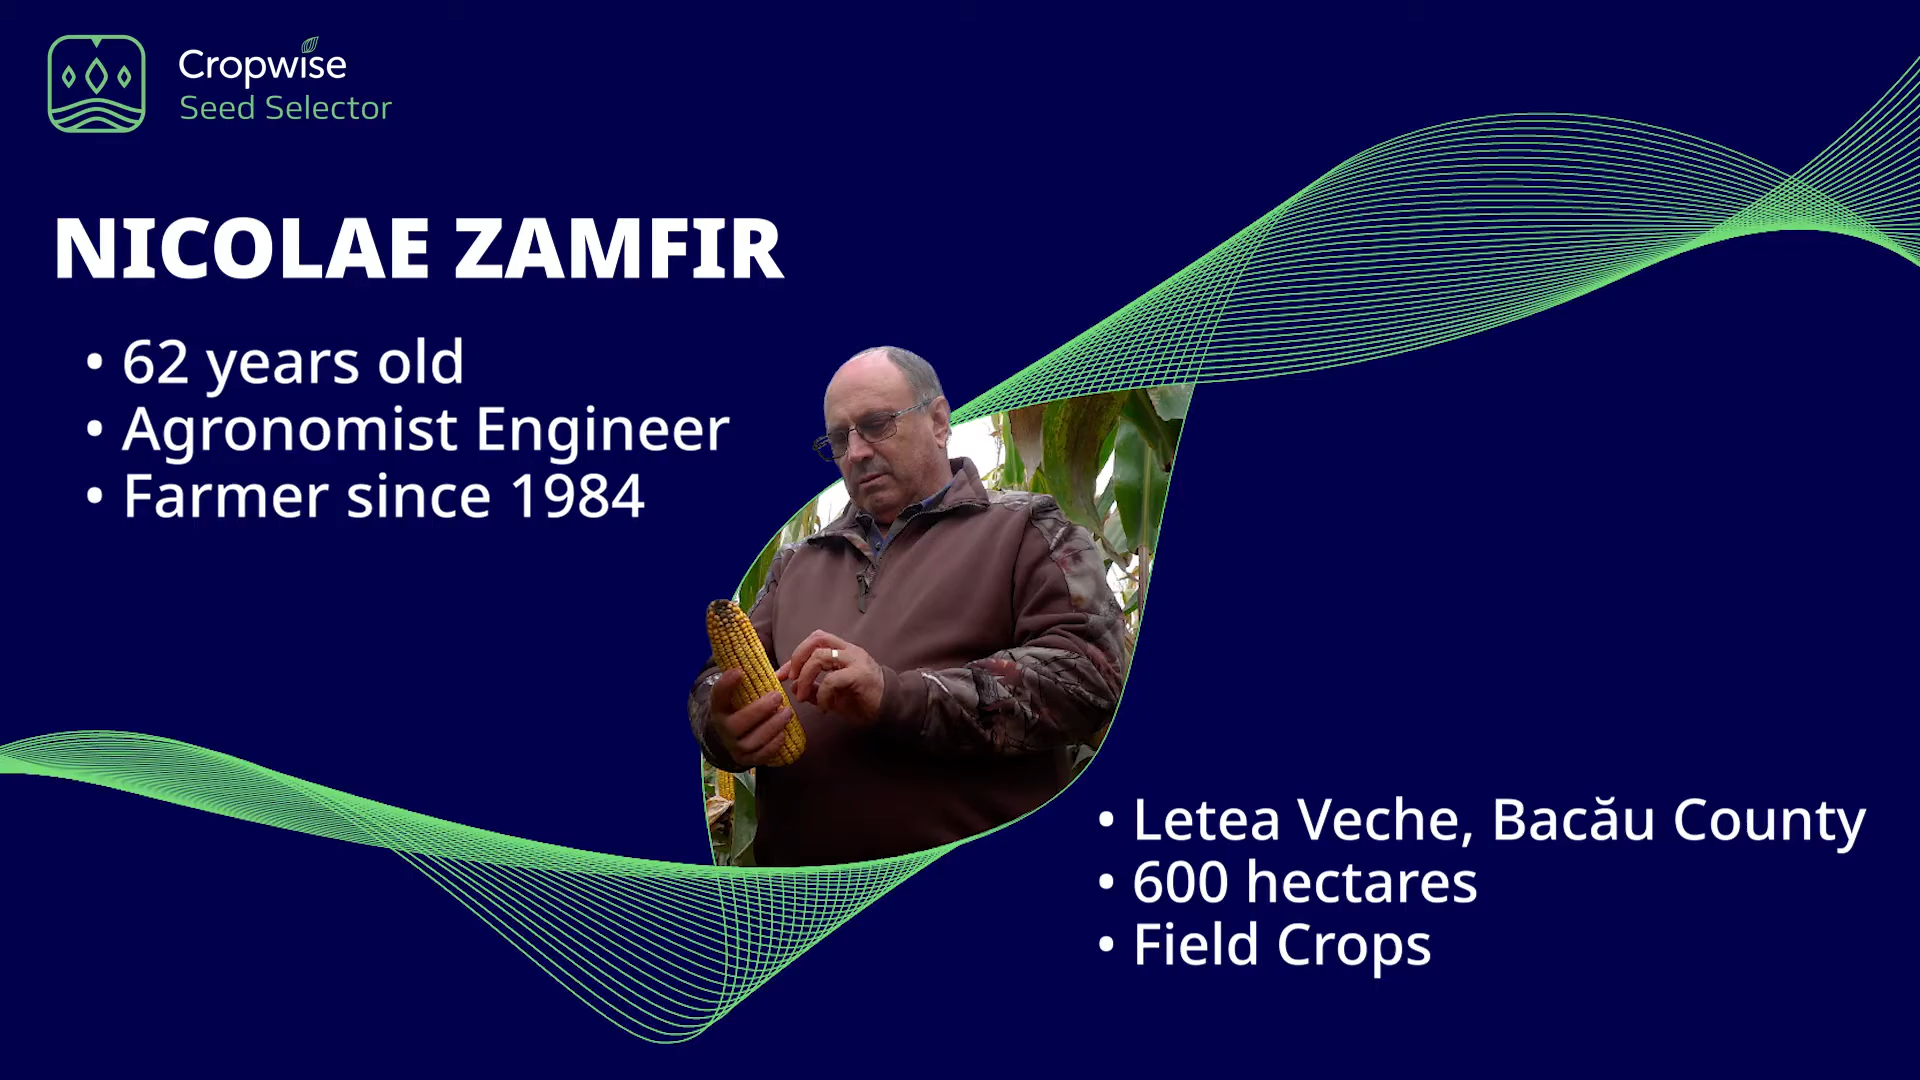 Cropwise
Seed Selector
NICOLAE ZAMFIR
• 62 years old
• Agronomist Engineer
• Farmer since 1984
• Letea Veche, Bacău County
• 600 hectares
• Field Crops